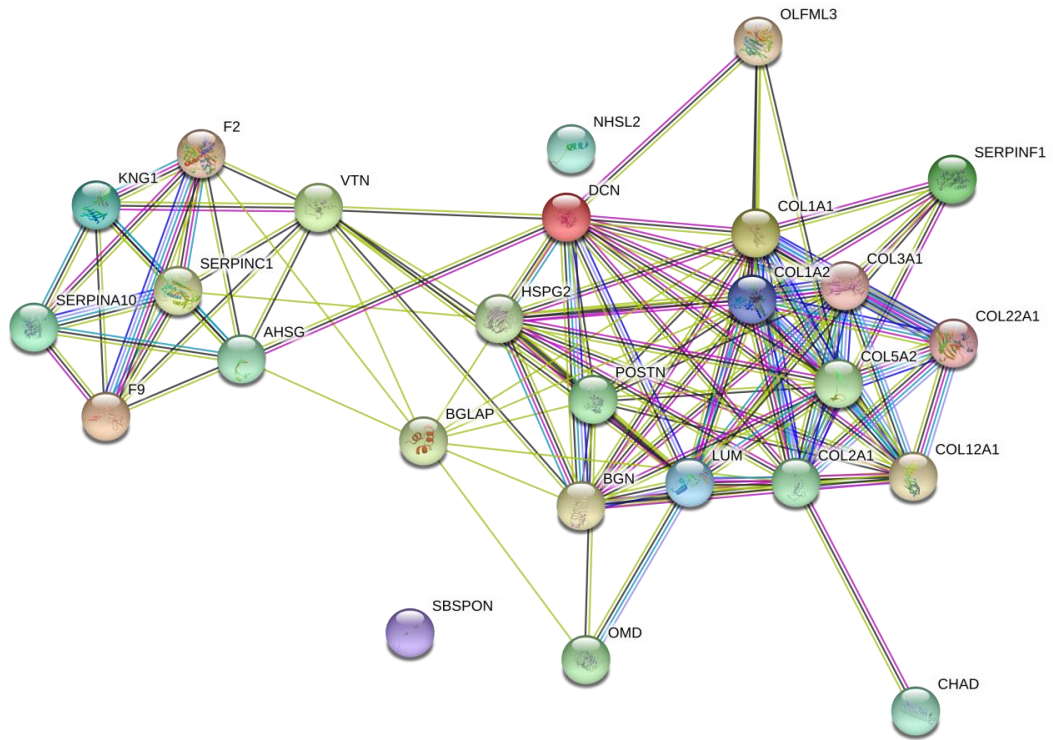 OLFML3
NHSL2
F2
SERPINF1
KNG1
VTN
DCN
COL1A1
SERPINC1
COL3A1
COL1A2
HSPG2
SERPINA10
COL22A1
AHSG
COL5A2
POSTN
F9
BGLAP
LUM
COL2A1
COL12A1
BGN
SBSPON
OMD
CHAD